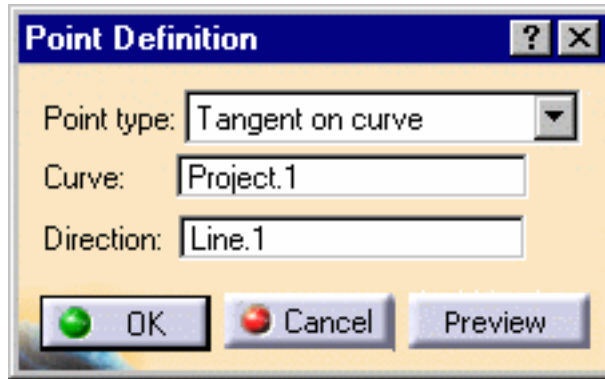 Point Definition
Point type: Tangent on curve
Curve: Project.1
Direction: Line.1
OK Cancel Preview